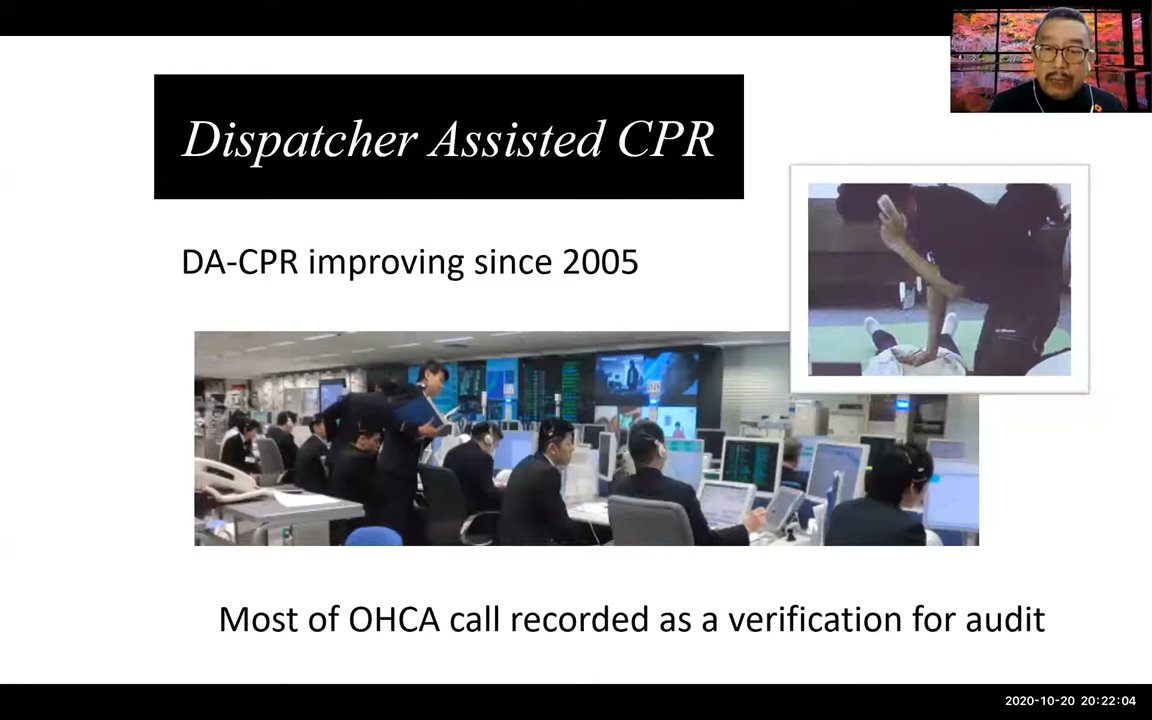 Dispatcher Assisted CPR
DA-CPR improving since 2005
Most of OHCA call recorded as a verification for audit
2020-10-20 20:22:04